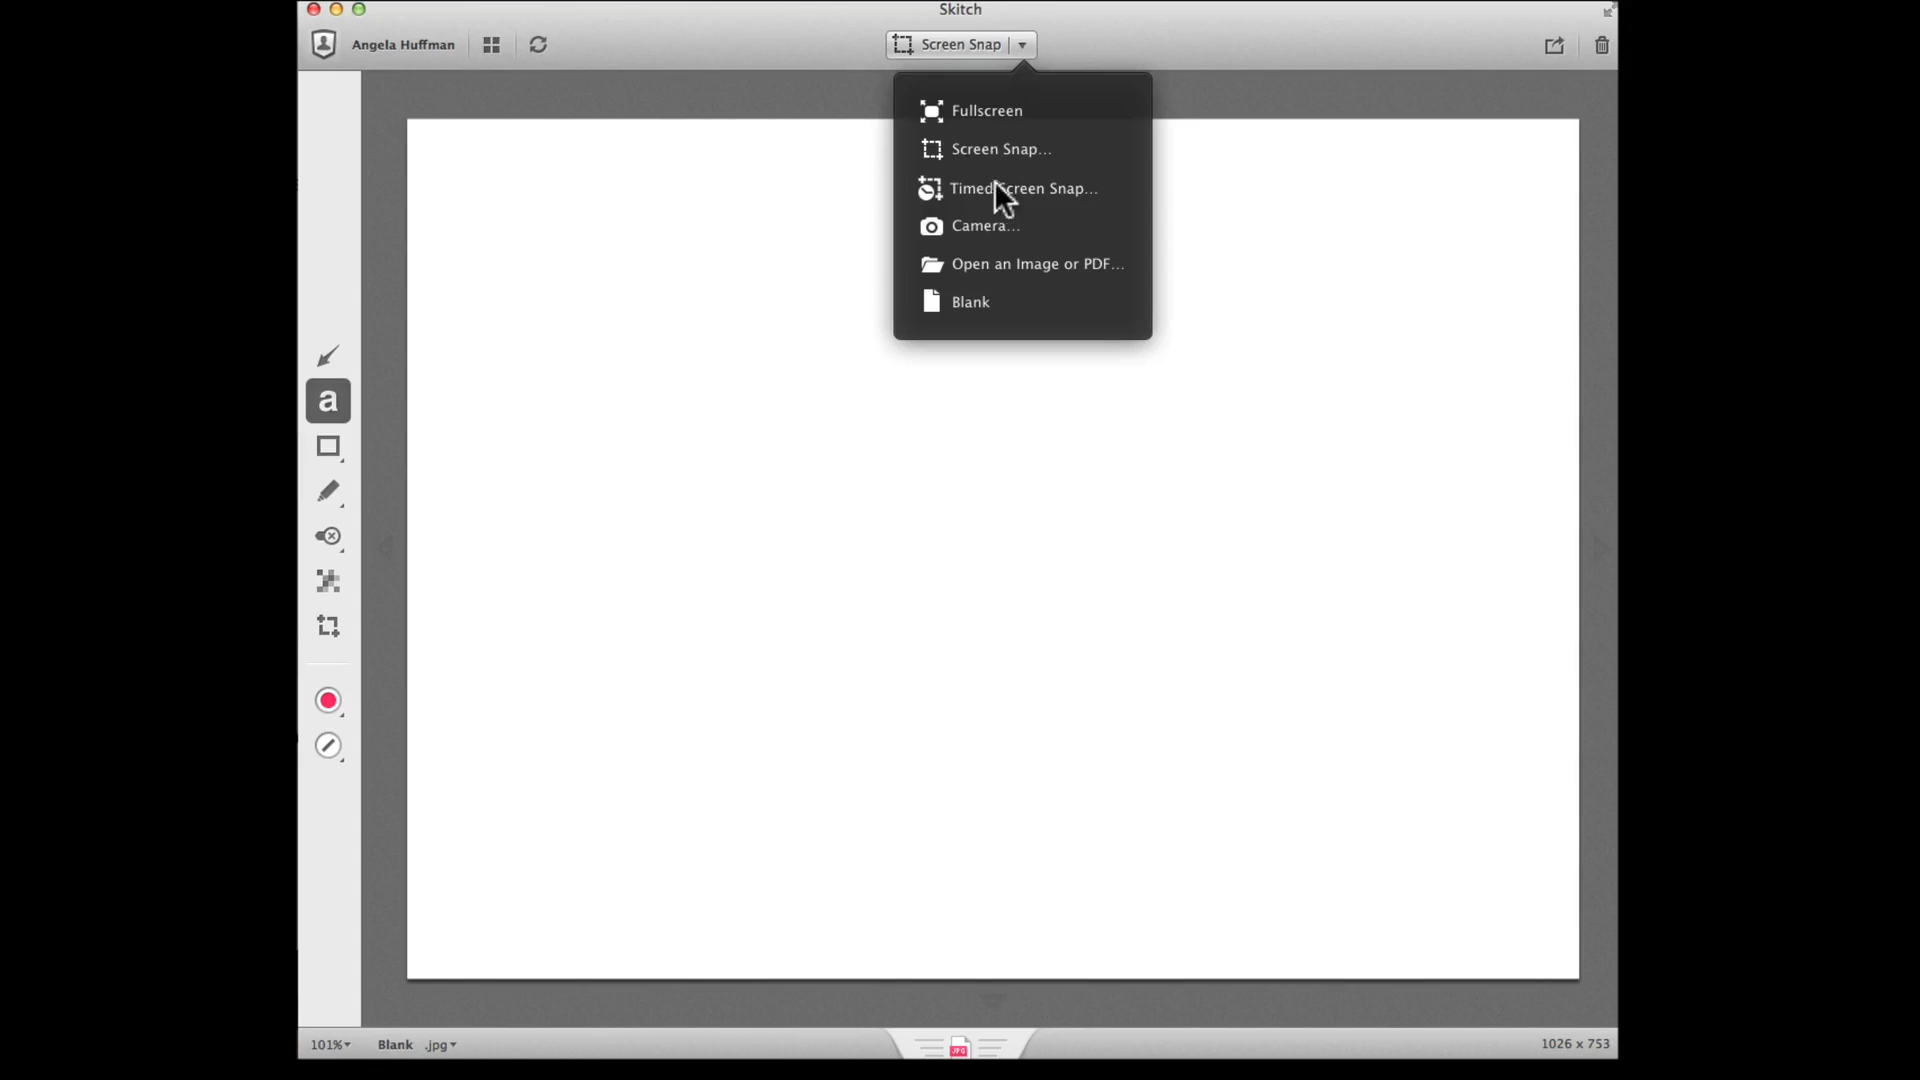 Skitch
Angela Huffman
Screen Snap
Fullscreen
Screen Snap...
Timed Screen Snap...
Camera...
Open an Image or PDF...
Blank
a
101%
Blank .jpg
JPG
1026 x 753